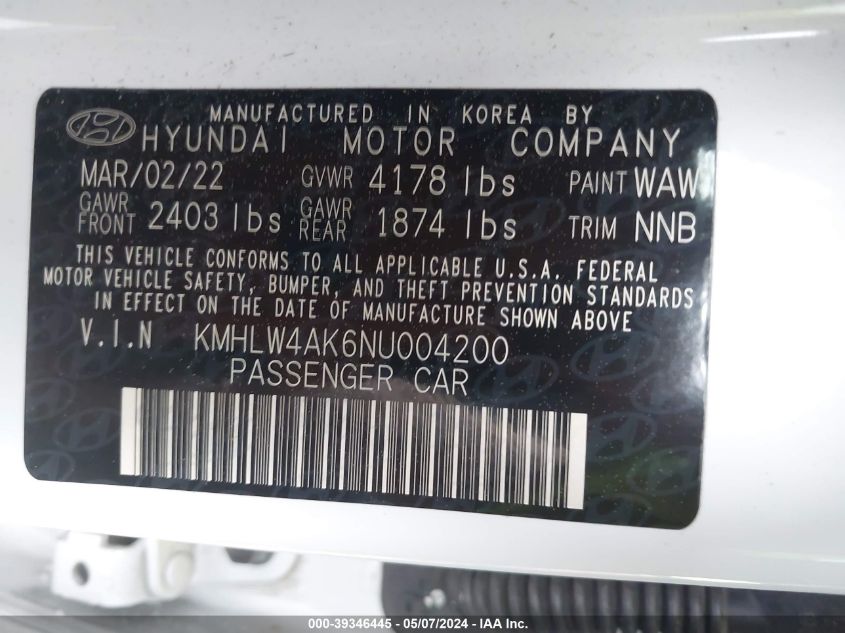 MANUFACTURED IN KOREA BY
HYUNDAI MOTOR COMPANY
MAR/02/22 GVWR 4178 lbs PAINT WAW
GAWR FRONT 2403 lbs GAWR REAR 1874 lbs TRIM NNB
THIS VEHICLE CONFORMS TO ALL APPLICABLE U.S.A. FEDERAL
MOTOR VEHICLE SAFETY, BUMPER, AND THEFT PREVENTION STANDARDS
IN EFFECT ON THE DATE OF MANUFACTURE SHOWN ABOVE
V.I.N KMHLW4AK6NU004200
PASSENGER CAR
000-39346445 - 05/07/2024 - IAA, Inc.